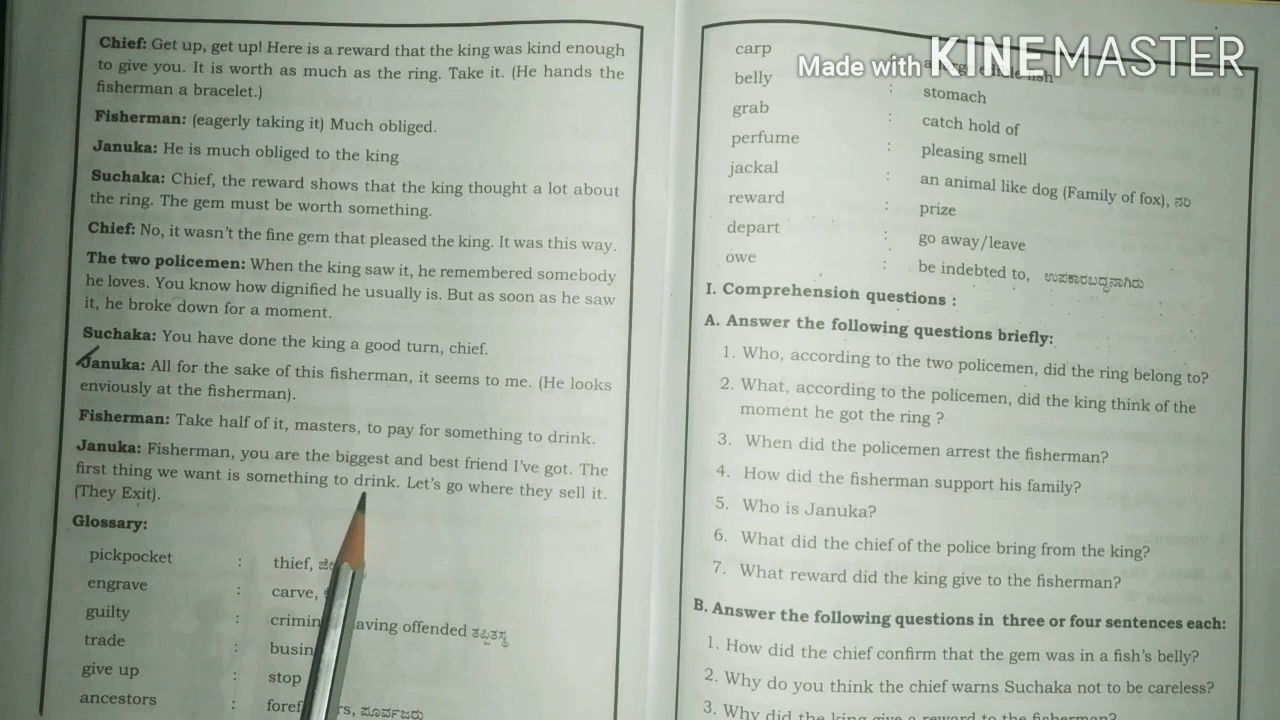 Chief: Get up, get up! Here is a reward that the king was kind enough
to give you. It is worth as much as the ring. Take it. (He hands the
fisherman a bracelet.)
Fisherman: (eagerly taking it) Much obliged.
Januka: He is much obliged to the king
Suchaka: Chief, the reward shows that the king thought a lot about
the ring. The gem must be worth something.
Chief: No, it wasn't the fine gem that pleased the king. It was this way.
The two policemen: When the king saw it, he remembered somebody
he loves. You know how dignified he usually is. But as soon as he saw
it, he broke down for a moment.
Suchaka: You have done the king a good turn, chief.
Januka: All for the sake of this fisherman, it seems to me. (He looks
enviously at the fisherman).
Fisherman: Take half of it, masters, to pay for something to drink.
Januka: Fisherman, you are the biggest and best friend I've got. The
first thing we want is something to drink. Let's go where they sell it.
(They Exit).
Glossary:
pickpocket : thief,
engrave : carve,
guilty : having offended ತಪ್ಪಿತಸ್ಥ
trade :
give up : stop
ancestors : ಪೂರ್ವಜರು
Made with KINEMASTER
carp
belly : stomach
grab : catch hold of
perfume : pleasing smell
jackal : an animal like dog (Family of fox), ನರಿ
reward : prize
depart : go away/leave
owe : be indebted to, ಉಪಕಾರಬದ್ಧನಾಗಿರು
I. Comprehension questions :
A. Answer the following questions briefly:
1. Who, according to the two policemen, did the ring belong to?
2. What, according to the policemen, did the king think of the
moment he got the ring ?
3. When did the policemen arrest the fisherman?
4. How did the fisherman support his family?
5. Who is Januka?
6. What did the chief of the police bring from the king?
7. What reward did the king give to the fisherman?
B. Answer the following questions in three or four sentences each:
1. How did the chief confirm that the gem was in a fish's belly?
2. Why do you think the chief warns Suchaka not to be careless?
3. Why did the king give a reward to the fisherman?